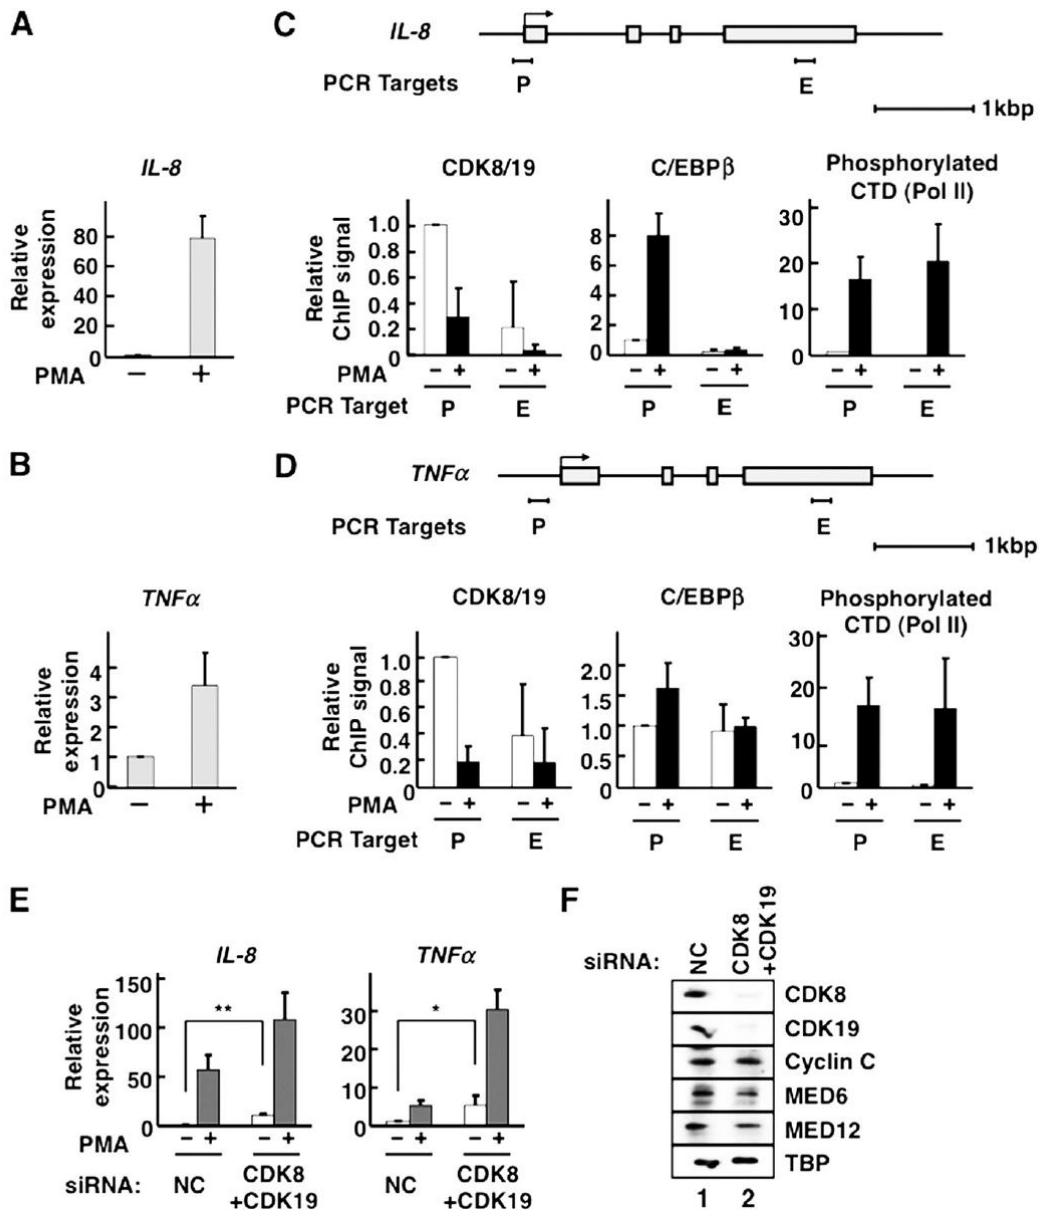 A
IL-8
Relative
expression
80
60
40
20
0
PMA − +
C
IL-8
PCR Targets P E
1kbp
CDK8/19
Relative
ChIP signal
1.0
0.8
0.6
0.4
0.2
0
C/EBPβ
8
6
4
2
0
Phosphorylated
CTD (Pol II)
30
20
10
0
PMA − + − + − + − + − + − +
PCR Target P E P E P E
B
TNFα
Relative
expression
4
3
2
1
0
PMA − +
D
TNFα
PCR Targets P E
1kbp
CDK8/19
Relative
ChIP signal
1.0
0.8
0.6
0.4
0.2
0
C/EBPβ
2.0
1.5
1.0
0.5
0
Phosphorylated
CTD (Pol II)
30
20
10
0
PMA − + − + − + − + − + − +
PCR Target P E P E P E
E
IL-8
Relative
expression
150
100
50
0
**
TNFα
30
20
10
0
*
PMA − + − + − + − +
siRNA: NC CDK8
+CDK19
NC CDK8
+CDK19
F
siRNA: NC CDK8
+CDK19
CDK8
CDK19
Cyclin C
MED6
MED12
TBP
1 2